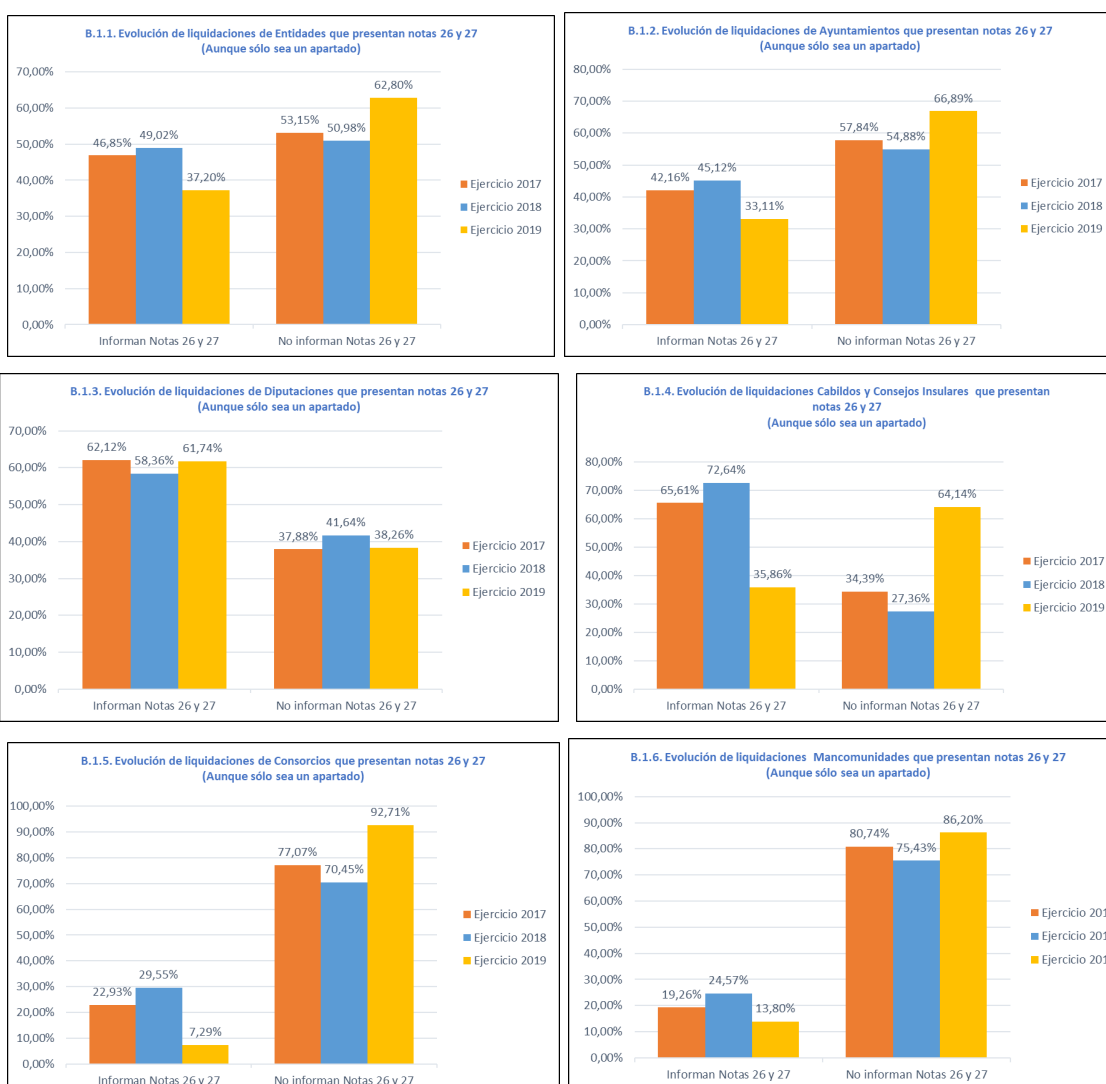 B.1.1. Evolución de liquidaciones de Entidades que presentan notas 26 y 27
(Aunque sólo sea un apartado)
70,00%
60,00%
50,00%
40,00%
30,00%
20,00%
10,00%
0,00%
46,85%
49,02%
37,20%
53,15%
50,98%
62,80%
Informan Notas 26 y 27
No informan Notas 26 y 27
Ejercicio 2017
Ejercicio 2018
Ejercicio 2019
B.1.2. Evolución de liquidaciones de Ayuntamientos que presentan notas 26 y 27
(Aunque sólo sea un apartado)
80,00%
70,00%
60,00%
50,00%
40,00%
30,00%
20,00%
10,00%
0,00%
42,16%
45,12%
33,11%
57,84%
54,88%
66,89%
Informan Notas 26 y 27
No informan Notas 26 y 27
Ejercicio 2017
Ejercicio 2018
Ejercicio 2019
B.1.3. Evolución de liquidaciones de Diputaciones que presentan notas 26 y 27
(Aunque sólo sea un apartado)
70,00%
60,00%
50,00%
40,00%
30,00%
20,00%
10,00%
0,00%
62,12%
58,36%
61,74%
37,88%
41,64%
38,26%
Informan Notas 26 y 27
No informan Notas 26 y 27
Ejercicio 2017
Ejercicio 2018
Ejercicio 2019
B.1.4. Evolución de liquidaciones Cabildos y Consejos Insulares que presentan
notas 26 y 27
(Aunque sólo sea un apartado)
80,00%
70,00%
60,00%
50,00%
40,00%
30,00%
20,00%
10,00%
0,00%
65,61%
72,64%
35,86%
34,39%
27,36%
64,14%
Informan Notas 26 y 27
No informan Notas 26 y 27
Ejercicio 2017
Ejercicio 2018
Ejercicio 2019
B.1.5. Evolución de liquidaciones de Consorcios que presentan notas 26 y 27
(Aunque sólo sea un apartado)
100,00%
90,00%
80,00%
70,00%
60,00%
50,00%
40,00%
30,00%
20,00%
10,00%
0,00%
22,93%
29,55%
7,29%
77,07%
70,45%
92,71%
Informan Notas 26 y 27
No informan Notas 26 y 27
Ejercicio 2017
Ejercicio 2018
Ejercicio 2019
B.1.6. Evolución de liquidaciones Mancomunidades que presentan notas 26 y 27
(Aunque sólo sea un apartado)
100,00%
90,00%
80,00%
70,00%
60,00%
50,00%
40,00%
30,00%
20,00%
10,00%
0,00%
19,26%
24,57%
13,80%
80,74%
75,43%
86,20%
Informan Notas 26 y 27
No informan Notas 26 y 27
Ejercicio 201
Ejercicio 201
Ejercicio 201